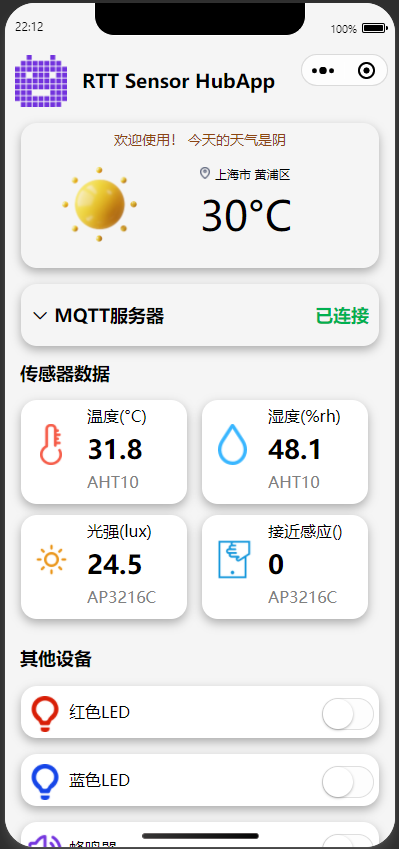 22:12
100%
RTT Sensor HubApp
欢迎使用！ 今天的天气是阴
上海市 黄浦区
30°C
MQTT服务器
已连接
传感器数据
温度(°C)
31.8
AHT10
湿度(%rh)
48.1
AHT10
光强(lux)
24.5
AP3216C
接近感应()
0
AP3216C
其他设备
红色LED
蓝色LED
蜂鸣器